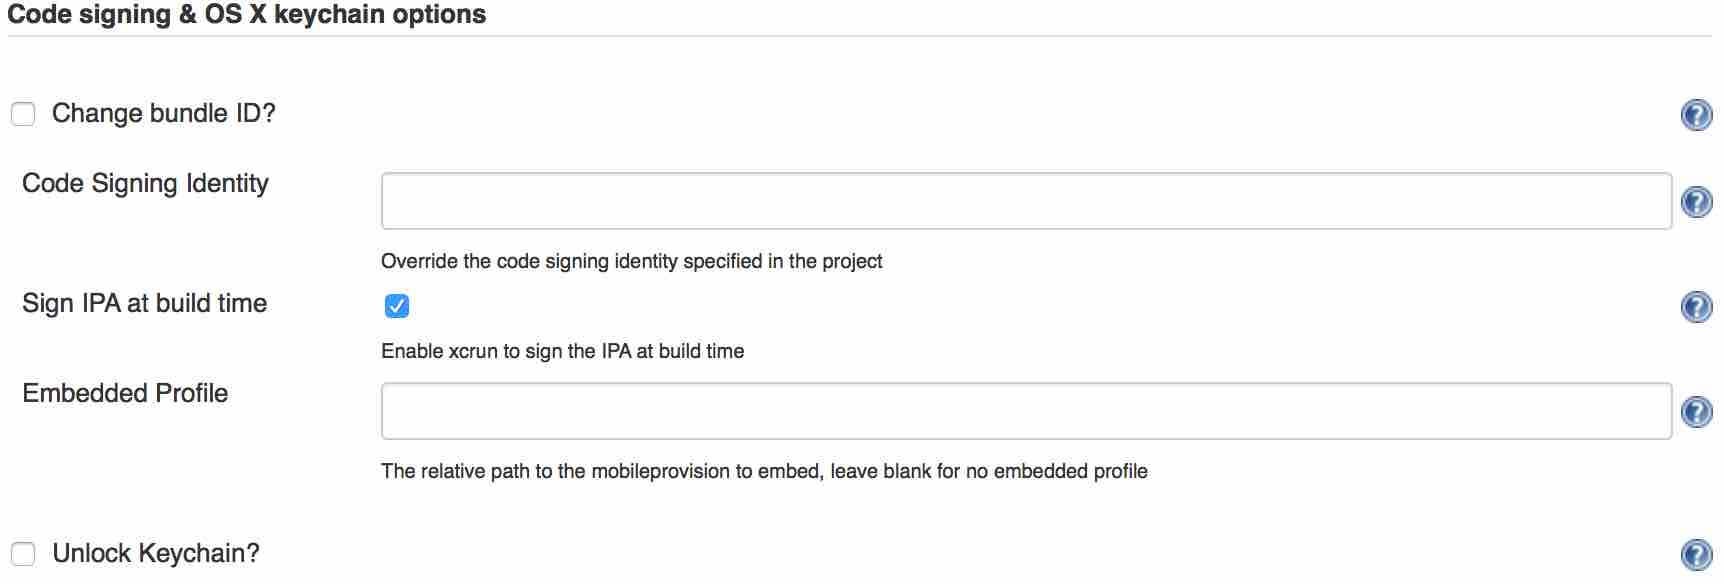 Code signing & OS X keychain options
Change bundle ID?
Code Signing Identity
Override the code signing identity specified in the project
Sign IPA at build time
Enable xcrun to sign the IPA at build time
Embedded Profile
The relative path to the mobileprovision to embed, leave blank for no embedded profile
Unlock Keychain?